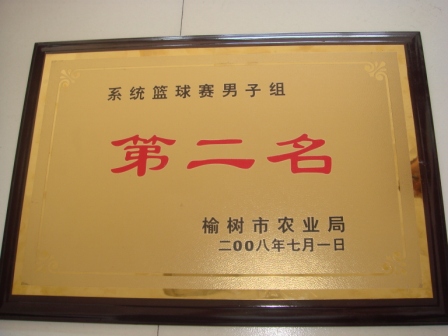 系统篮球赛男子组
第二名
榆树市农业局
二00八年七月一日